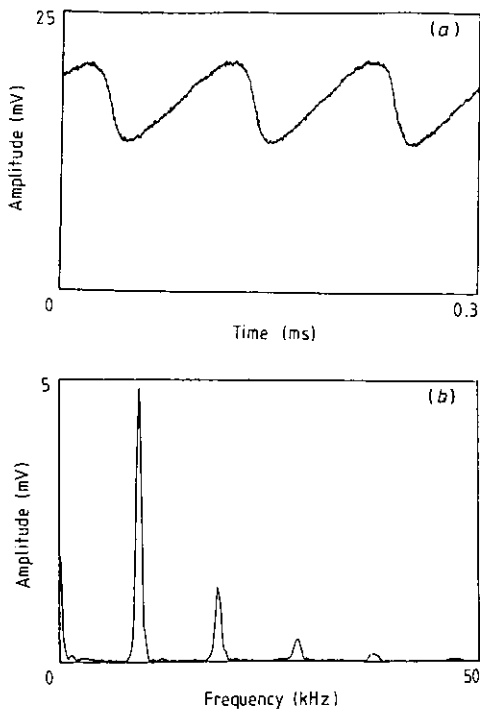 25
(a)
Amplitude (mV)
0
0.3
Time (ms)
5
(b)
Amplitude (mV)
0
50
Frequency (kHz)